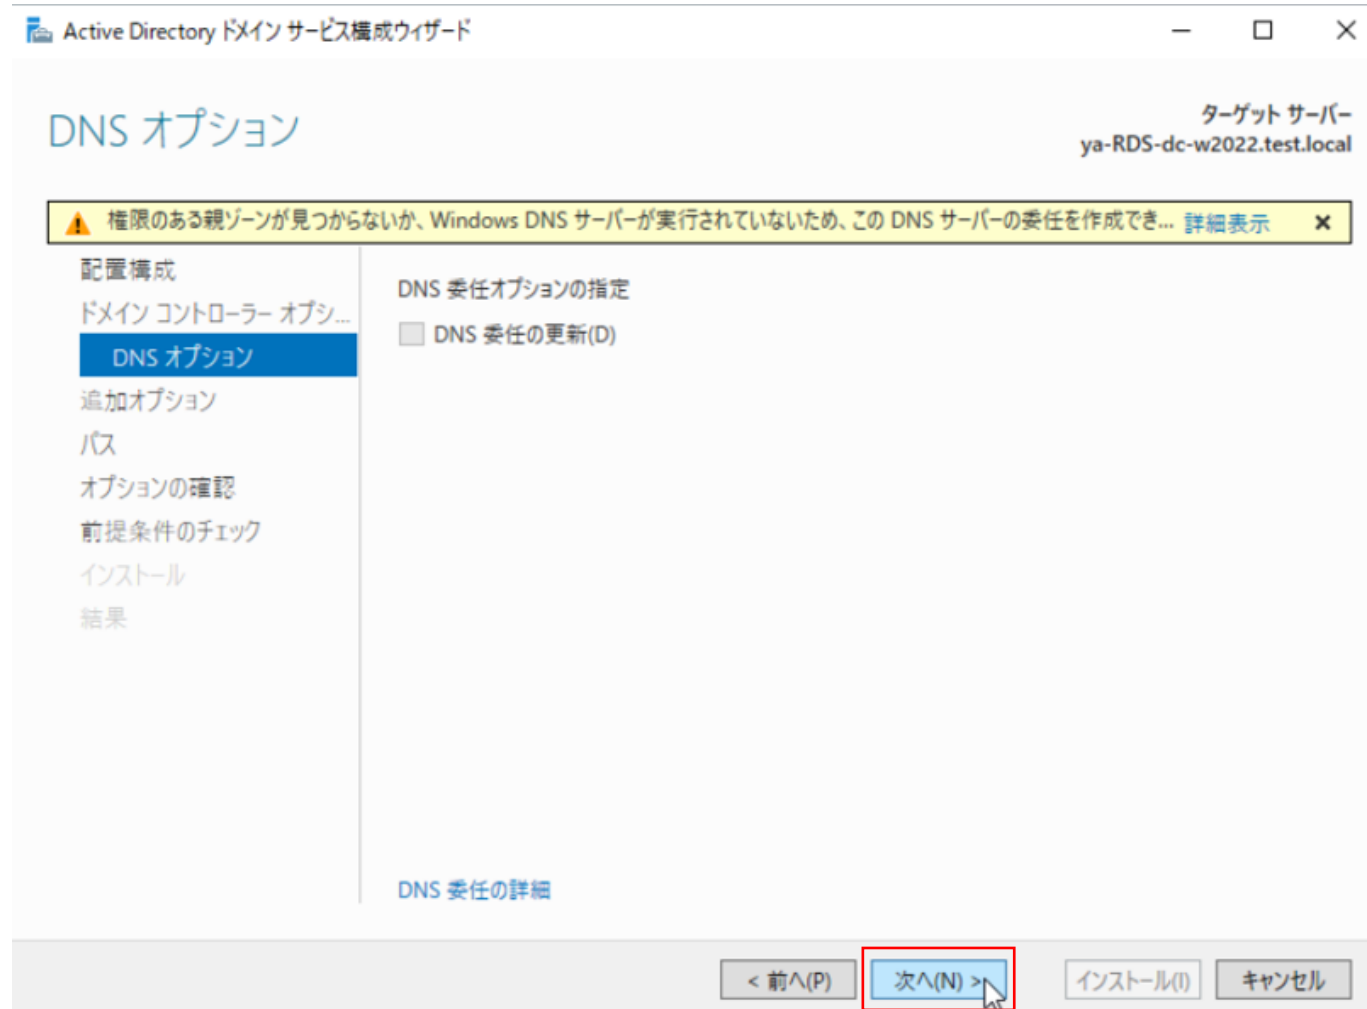 Active Directory ドメイン サービス構成ウィザード
DNS オプション
ターゲット サーバー
ya-RDS-dc-w2022.test.local
権限のある親ゾーンが見つからないか、Windows DNS サーバーが実行されていないため、この DNS サーバーの委任を作成でき... 詳細表示
配置構成
ドメイン コントローラー オプシ...
DNS オプション
追加オプション
パス
オプションの確認
前提条件のチェック
インストール
結果
DNS 委任オプションの指定
DNS 委任の更新(D)
DNS 委任の詳細
< 前へ(P)
次へ(N) >
インストール(I)
キャンセル